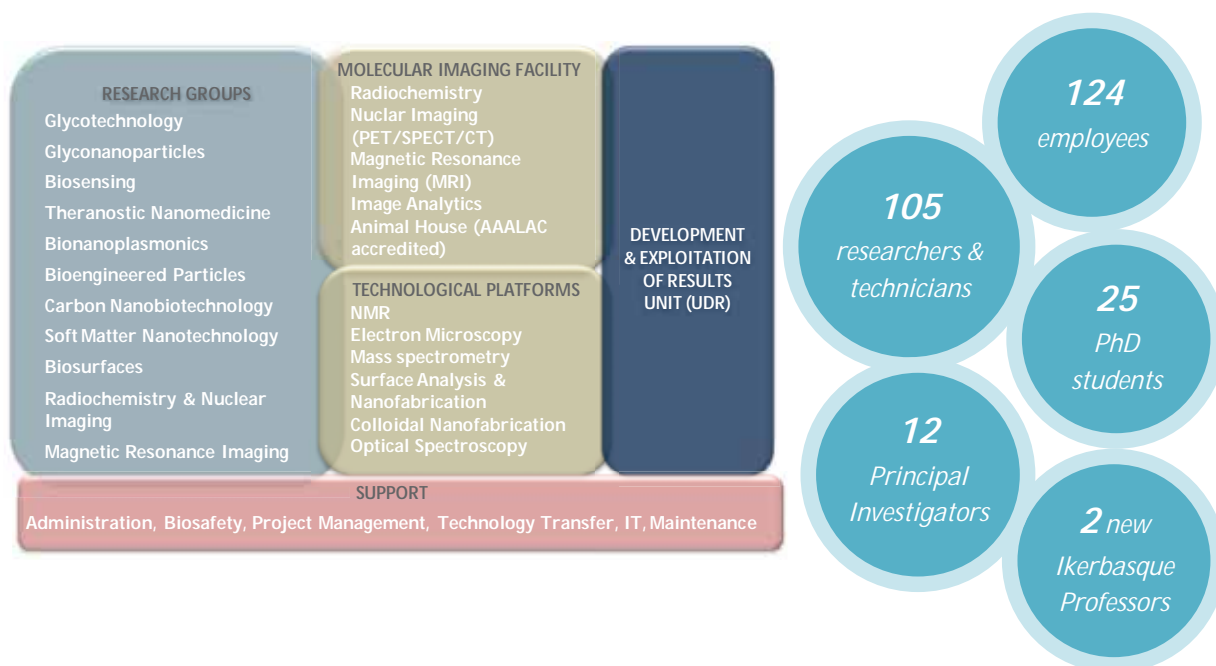 RESEARCH GROUPS
Glycotechnology
Glyconanoparticles
Biosensing
Theranostic Nanomedicine
Bionanoplasmonics
Bioengineered Particles
Carbon Nanobiotechnology
Soft Matter Nanotechnology
Biosurfaces
Radiochemistry & Nuclear
Imaging
Magnetic Resonance Imaging
MOLECULAR IMAGING FACILITY
Radiochemistry
Nuclar Imaging
(PET/SPECT/CT)
Magnetic Resonance
Imaging (MRI)
Image Analytics
Animal House (AAALAC
accredited)
TECHNOLOGICAL PLATFORMS
NMR
Electron Microscopy
Mass spectrometry
Surface Analysis &
Nanofabrication
Colloidal Nanofabrication
Optical Spectroscopy
DEVELOPMENT
& EXPLOITATION
OF RESULTS
UNIT (UDR)
SUPPORT
Administration, Biosafety, Project Management, Technology Transfer, IT, Maintenance
124
employees
105
researchers &
technicians
25
PhD
students
12
Principal
Investigators
2 new
Ikerbasque
Professors